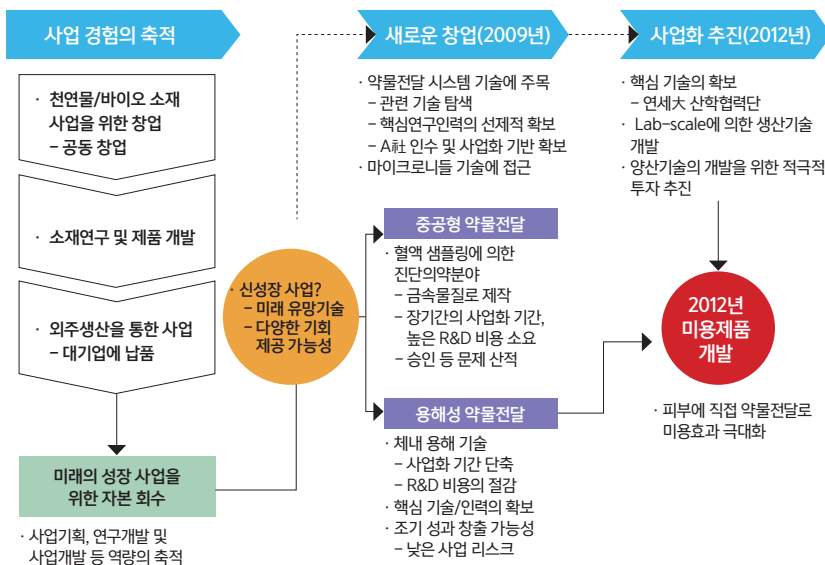 사업 경험의 축적
· 천연물/바이오 소재
사업을 위한 창업
– 공동 창업
· 소재연구 및 제품 개발
· 외주생산을 통한 사업
– 대기업에 납품
미래의 성장 사업을
위한 자본 회수
· 사업기획, 연구개발 및
사업개발 등 역량의 축적
· 신성장 사업?
– 미래 유망기술
– 다양한 기회
제공 가능성
새로운 창업(2009년)
· 약물전달 시스템 기술에 주목
– 관련 기술 탐색
– 핵심연구인력의 선제적 확보
– A社 인수 및 사업화 기반 확보
· 마이크로니들 기술에 접근
중공형 약물전달
· 혈액 샘플링에 의한
진단의약분야
– 금속물질로 제작
– 장기간의 사업화 기간,
높은 R&D 비용 소요
– 승인 등 문제 산적
용해성 약물전달
· 체내 용해 기술
– 사업화 기간 단축
– R&D 비용의 절감
· 핵심 기술/인력의 확보
· 조기 성과 창출 가능성
– 낮은 사업 리스크
사업화 추진(2012년)
· 핵심 기술의 확보
– 연세大 산학협력단
· Lab–scale에 의한 생산기술
개발
· 양산기술의 개발을 위한 적극적
투자 추진
2012년
미용제품
개발
· 피부에 직접 약물전달로
미용효과 극대화